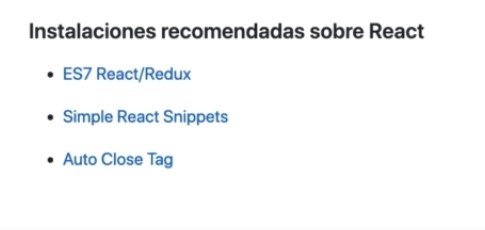 Instalaciones recomendadas sobre React
• ES7 React/Redux
• Simple React Snippets
• Auto Close Tag